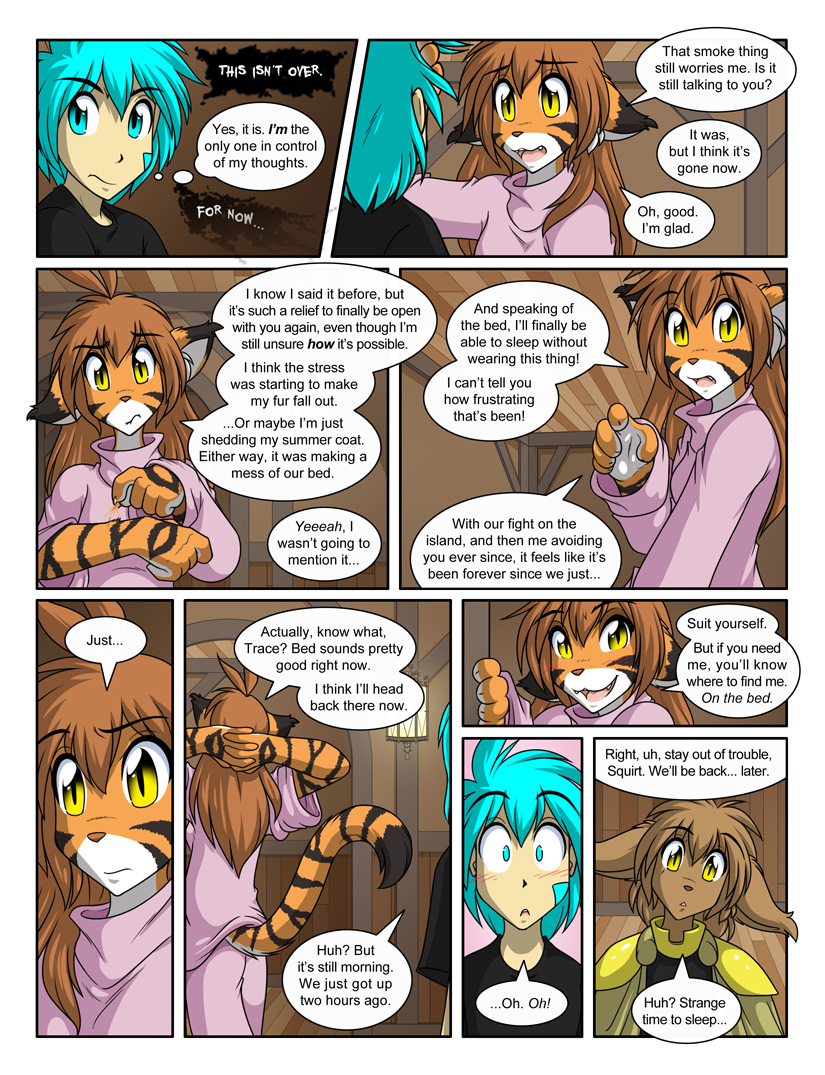 THIS ISN'T OVER.
Yes, it is. I'm the
only one in control
of my thoughts.
FOR NOW...
That smoke thing
still worries me. Is it
still talking to you?
It was,
but I think it's
gone now.
Oh, good.
I'm glad.
I know I said it before, but
it's such a relief to finally be open
with you again, even though I'm
still unsure how it's possible.
I think the stress
was starting to make
my fur fall out.
...Or maybe I'm just
shedding my summer coat.
Either way, it was making a
mess of our bed.
Yeeeah, I
wasn't going to
mention it...
And speaking of
the bed, I'll finally be
able to sleep without
wearing this thing!
I can't tell you
how frustrating
that's been!
With our fight on the
island, and then me avoiding
you ever since, it feels like it's
been forever since we just...
Just...
Actually, know what,
Trace? Bed sounds pretty
good right now.
I think I'll head
back there now.
Huh? But
it's still morning.
We just got up
two hours ago.
Suit yourself.
But if you need
me, you'll know
where to find me.
On the bed.
...Oh. Oh!
Right, uh, stay out of trouble,
Squirt. We'll be back... later.
Huh? Strange
time to sleep...